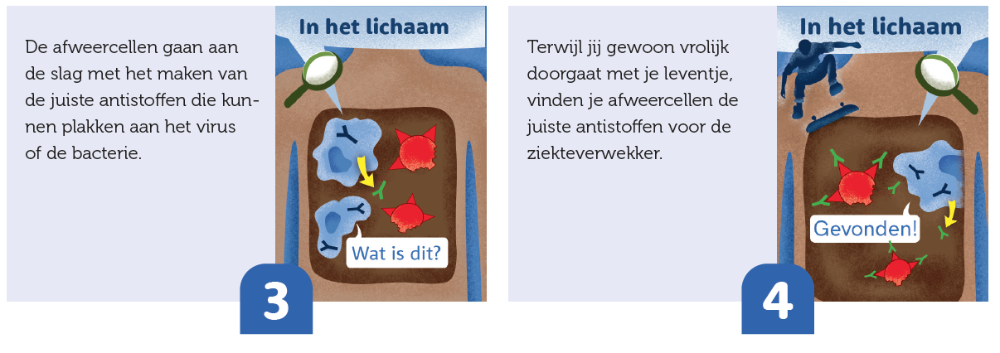 De afweercellen gaan aan
de slag met het maken van
de juiste antistoffen die kun-
nen plakken aan het virus
of de bacterie.
In het lichaam
Wat is dit?
3
Terwijl jij gewoon vrolijk
doorgaat met je leventje,
vinden je afweercellen de
juiste antistoffen voor de
ziekteverwekker.
In het lichaam
Gevonden!
4